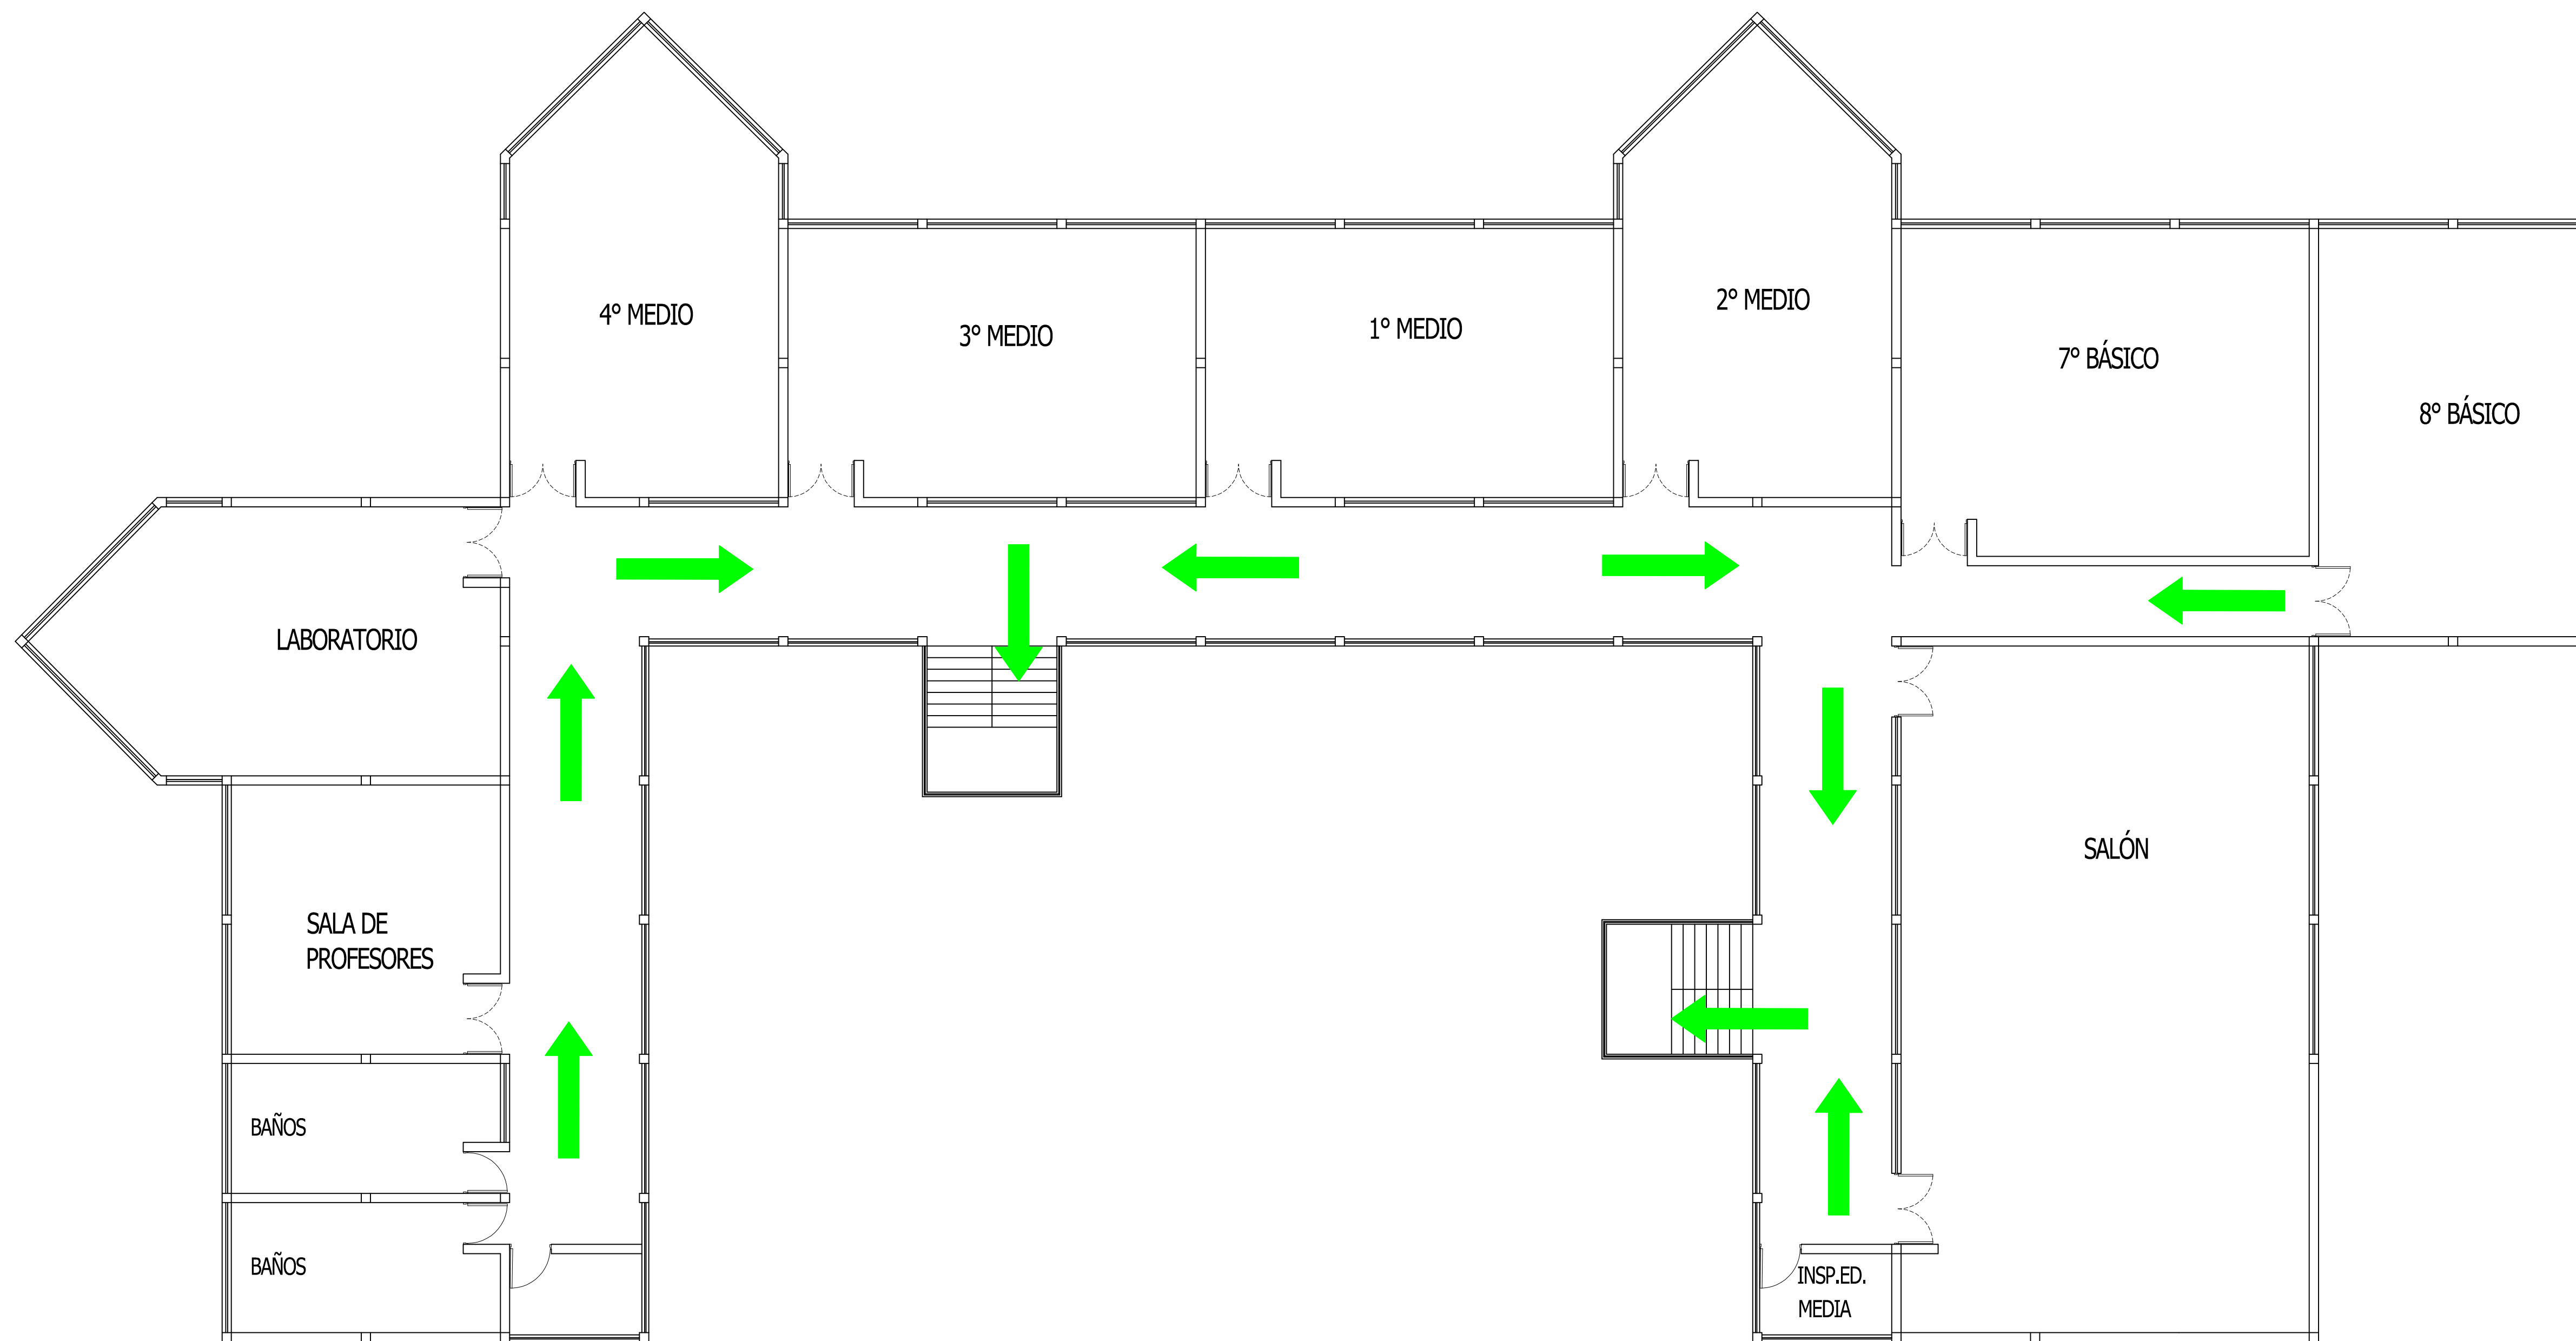 4° MEDIO
3° MEDIO
1° MEDIO
2° MEDIO
7° BÁSICO
8° BÁSICO
LABORATORIO
SALA DE
PROFESORES
SALÓN
BAÑOS
BAÑOS
INSP.ED.
MEDIA